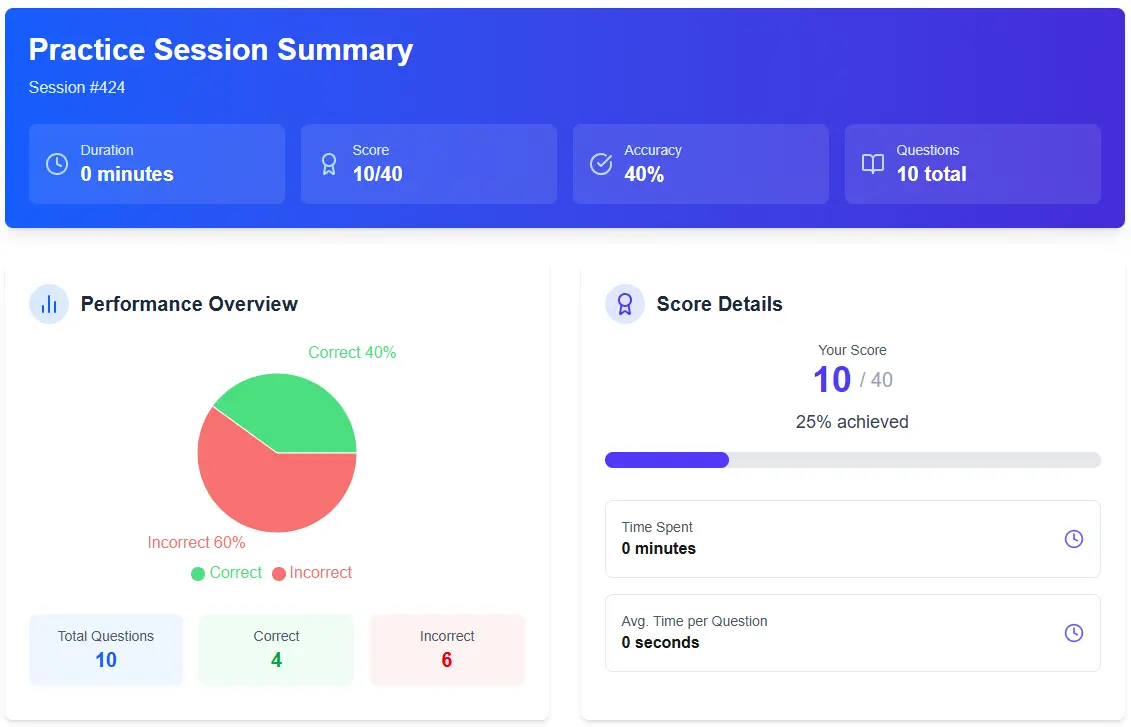 Practice Session Summary
Session #424
Duration
0 minutes
Score
10/40
Accuracy
40%
Questions
10 total
Performance Overview
Correct 40%
Incorrect 60%
Correct
Incorrect
Total Questions
10
Correct
4
Incorrect
6
Score Details
Your Score
10 / 40
25% achieved
Time Spent
0 minutes
Avg. Time per Question
0 seconds